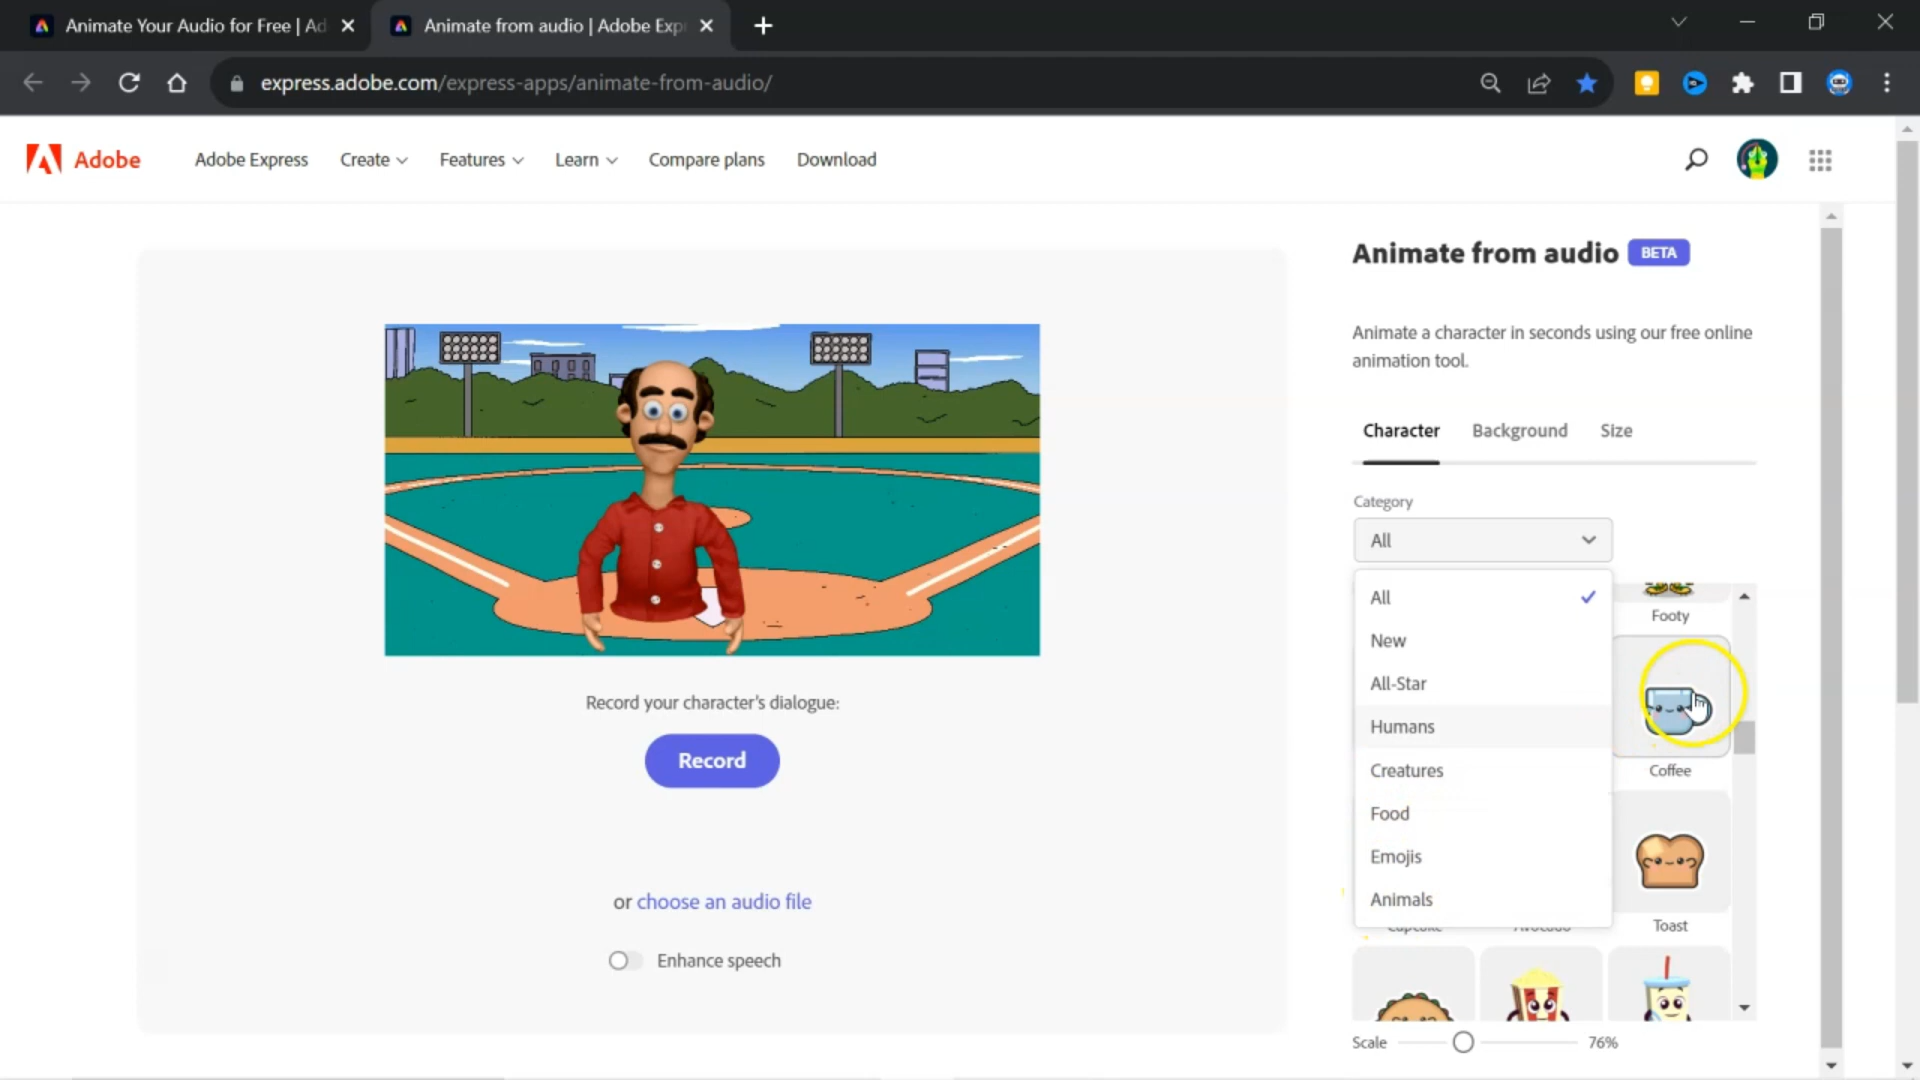 Animate Your Audio for Free | Ad
Animate from audio | Adobe Exp
express.adobe.com/express-apps/animate-from-audio/
Adobe
Adobe Express
Create
Features
Learn
Compare plans
Download
Animate from audio BETA
Animate a character in seconds using our free online
animation tool.
Character
Background
Size
Category
All
All
New
All-Star
Humans
Creatures
Food
Emojis
Animals
Footy
Coffee
Cupcake
Avocado
Toast
Scale
76%
Record your character's dialogue:
Record
or choose an audio file
Enhance speech